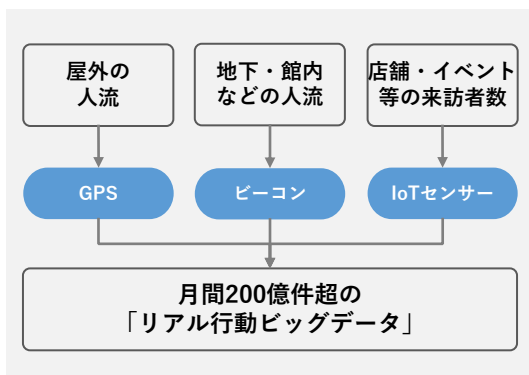 屋外の
人流
地下・館内
などの人流
店舗・イベント
等の来訪者数
GPS
ビーコン
IoTセンサー
月間200億件超の
「リアル行動ビッグデータ」